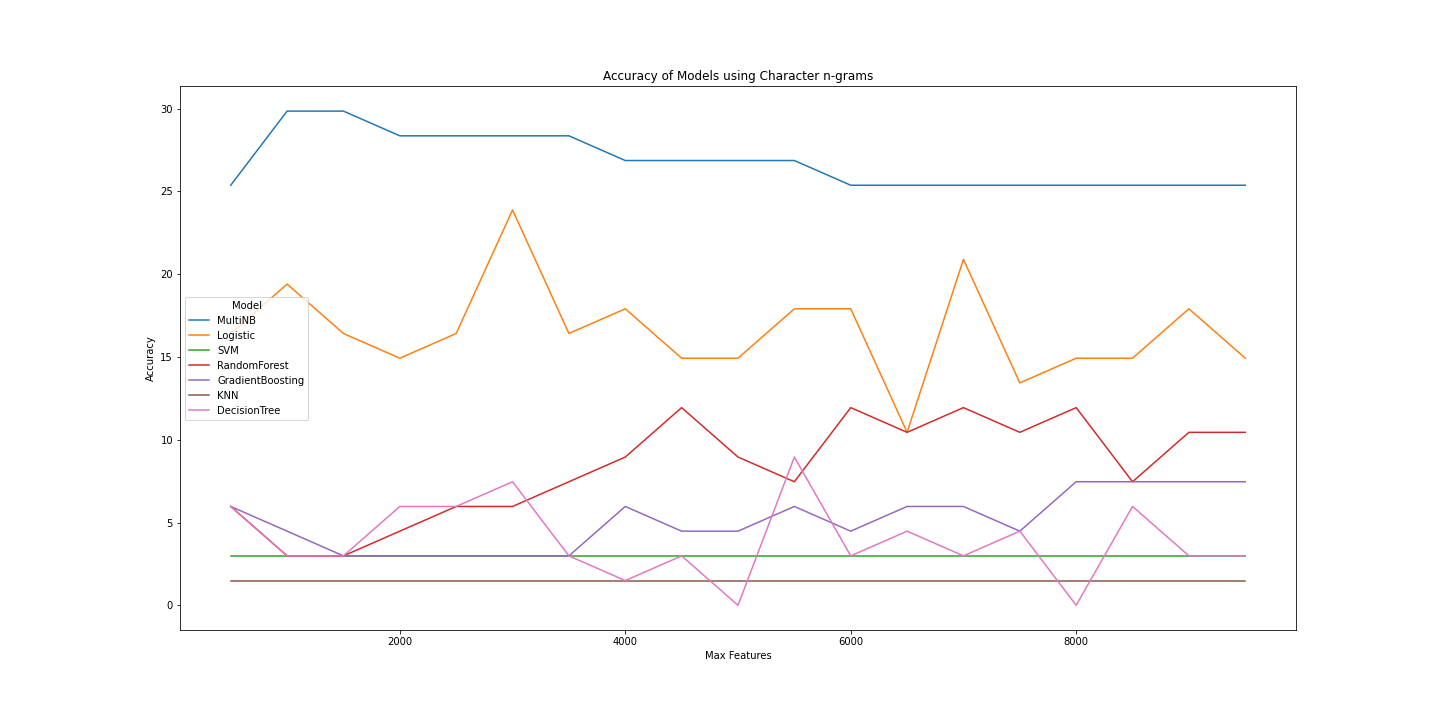 Accuracy of Models using Character n-grams
30
25
20
15
10
5
0
Accuracy
Model
MultiNB
Logistic
SVM
RandomForest
GradientBoosting
KNN
DecisionTree
2000 4000 6000 8000
Max Features